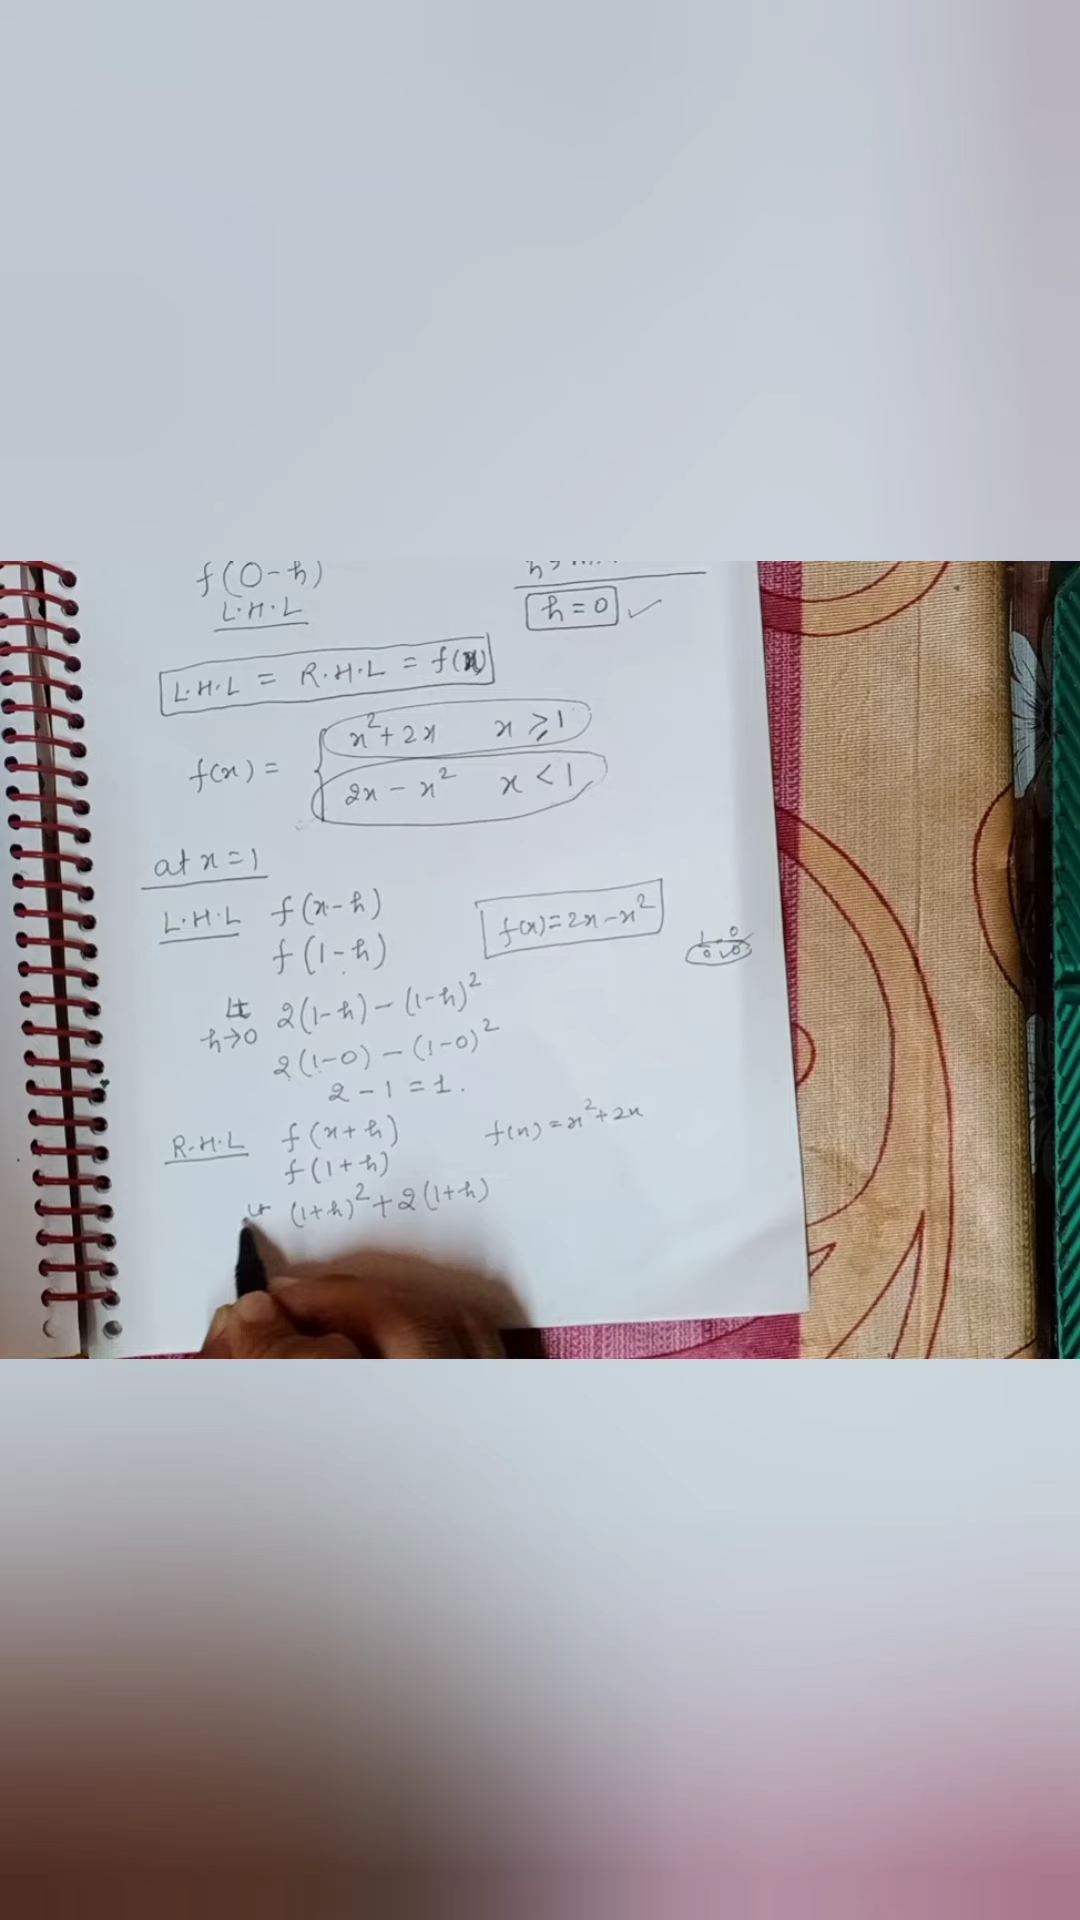 f(0-h)
L.H.L
h = 0 ✓
L.H.L = R.H.L = f(x)
f(x) = { x² + 2x x ≥ 1
2x - x² x < 1
at x = 1
L.H.L f(x-h)
f(x) = 2x - x²
f(1-h)
Lt h→0 2(1-h) - (1-h)²
2(1-0) - (1-0)²
2 - 1 = 1.
R.H.L f(x+h) f(x) = x² + 2x
f(1+h)
Lt (1+h)² + 2(1+h)